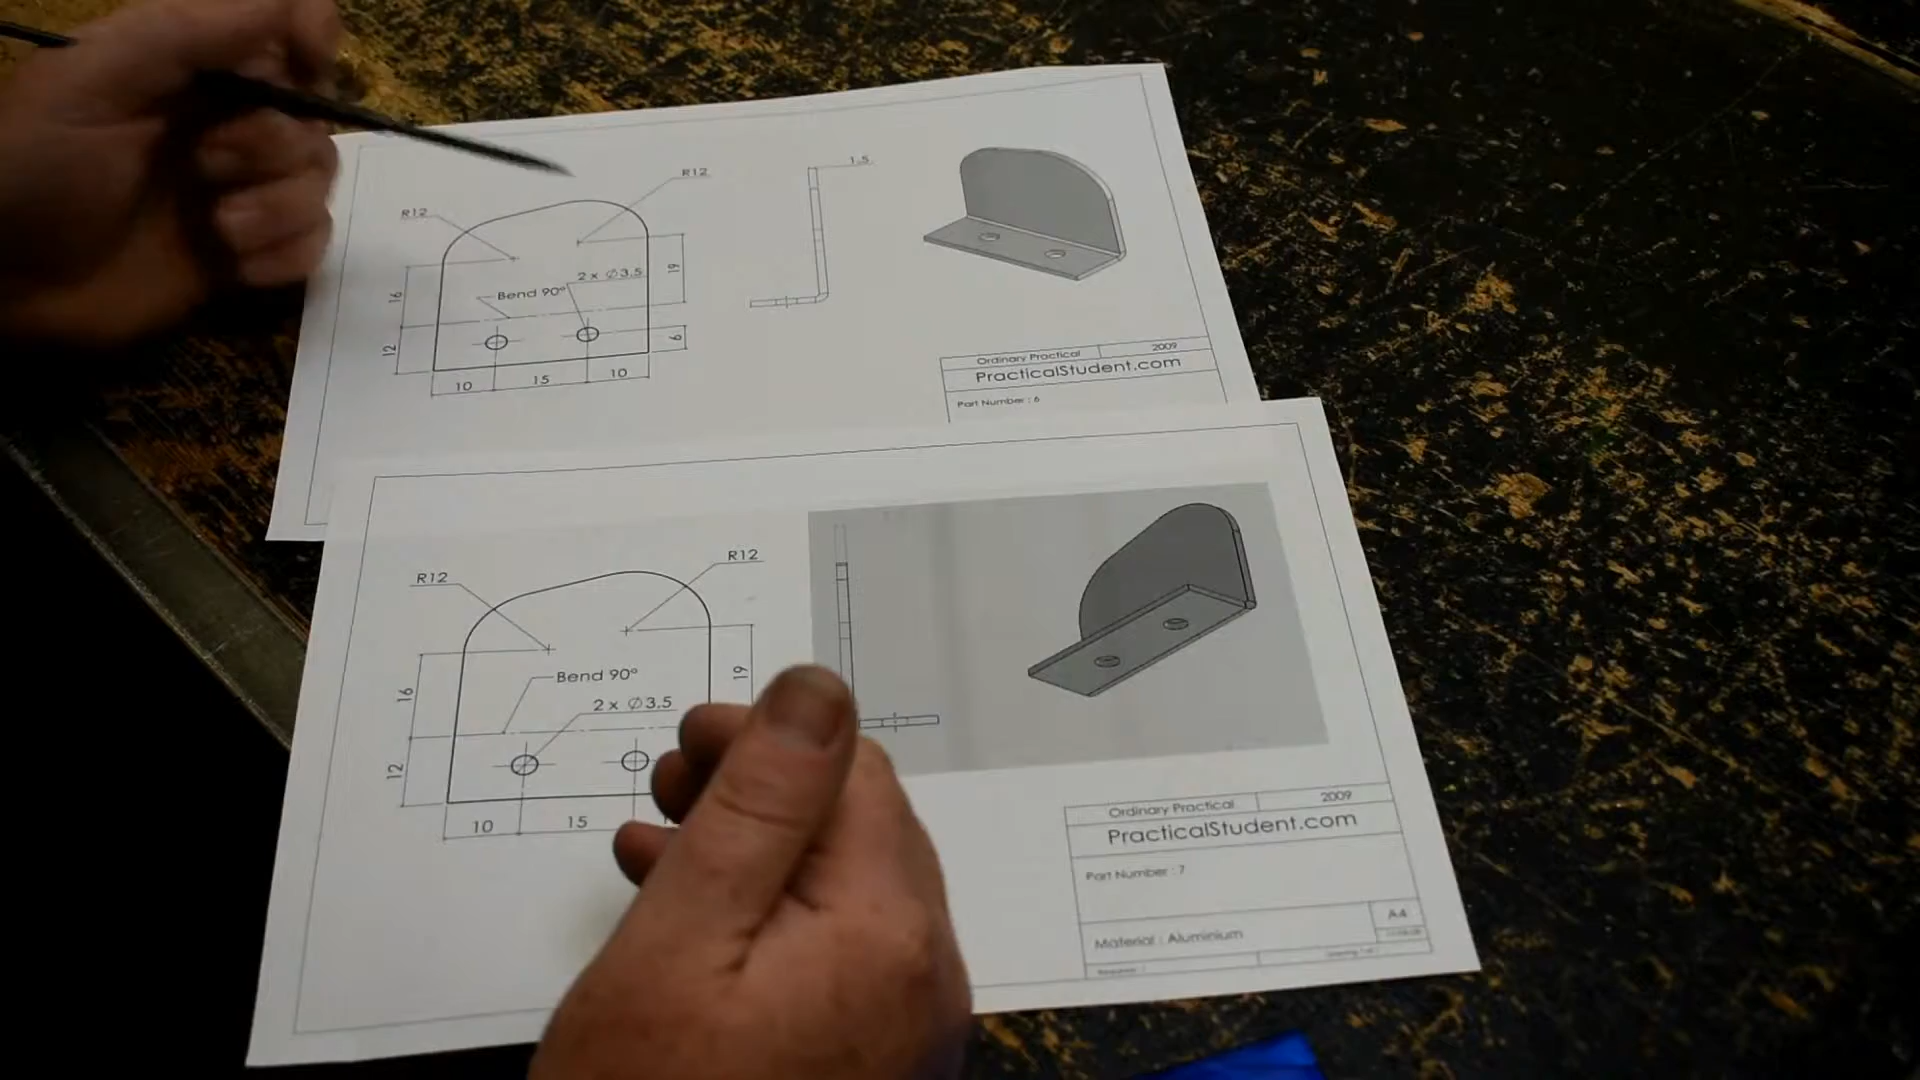 R12
R12
1.5
2 x Ø3.5
19
Bend 90°
16
12
6
10
15
10
Ordinary Practical
2009
PracticalStudent.com
Part Number : 6
R12
R12
Bend 90°
2 x Ø3.5
16
19
12
10
15
Ordinary Practical
2009
PracticalStudent.com
Part Number : 7
A4
Material : Aluminium